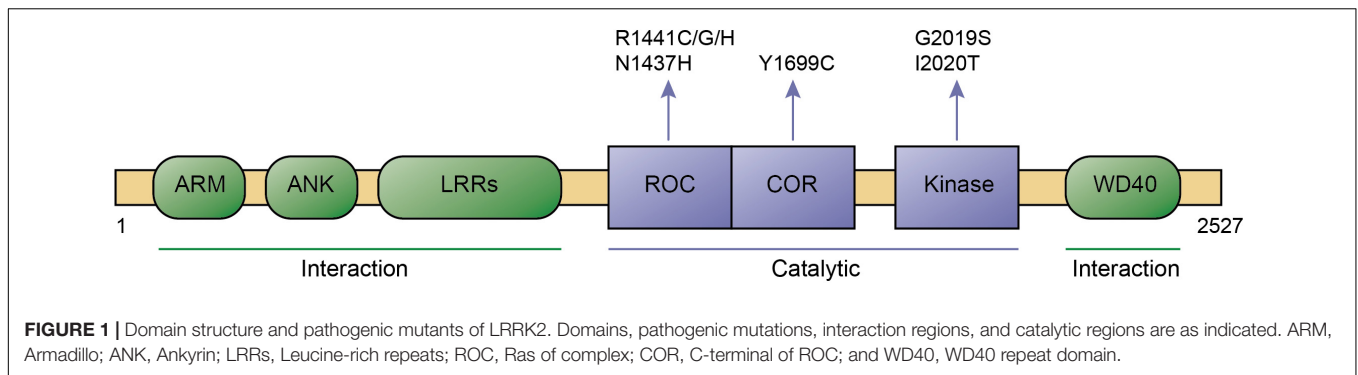 R1441C/G/H
N1437H
Y1699C
G2019S
I2020T
ARM
ANK
LRRs
ROC
COR
Kinase
WD40
1
2527
Interaction
Catalytic
Interaction
FIGURE 1 | Domain structure and pathogenic mutants of LRRK2. Domains, pathogenic mutations, interaction regions, and catalytic regions are as indicated. ARM,
Armadillo; ANK, Ankyrin; LRRs, Leucine-rich repeats; ROC, Ras of complex; COR, C-terminal of ROC; and WD40, WD40 repeat domain.